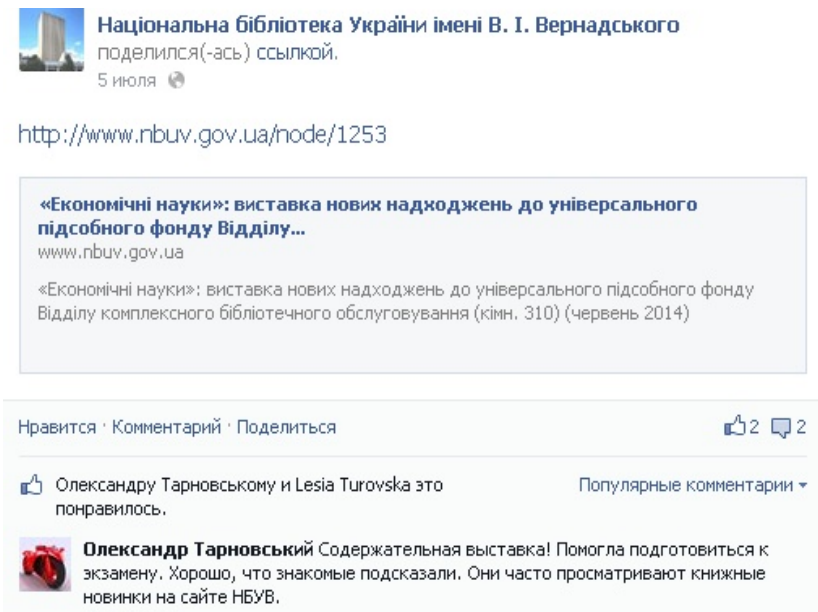 Національна бібліотека України імені В. І. Вернадського
поделился(-ась) ссылкой.
5 июля
http://www.nbuv.gov.ua/node/1253
«Економічні науки»: виставка нових надходжень до універсального
підсобного фонду Відділу...
www.nbuv.gov.ua
«Економічні науки»: виставка нових надходжень до універсального підсобного фонду
Відділу комплексного бібліотечного обслуговування (кімн. 310) (червень 2014)
Нравится · Комментарий · Поделиться 2 2
Олександру Тарновському и Lesia Turovska это Популярные комментарии
понравилось.
Олександр Тарновський Содержательная выставка! Помогла подготовиться к
экзамену. Хорошо, что знакомые подсказали. Они часто просматривают книжные
новинки на сайте НБУВ.